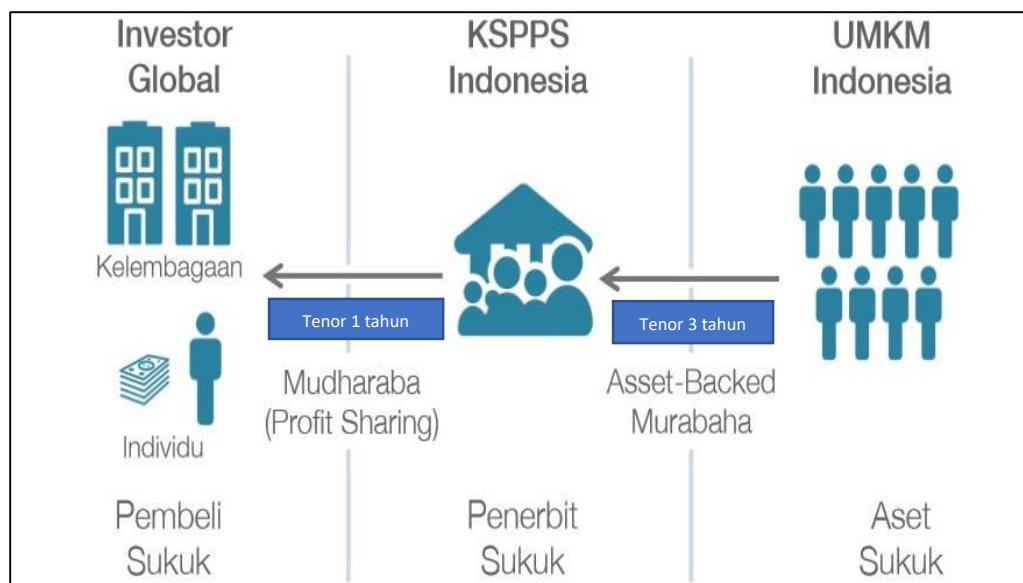 Investor
Global
KSPPS
Indonesia
UMKM
Indonesia
Kelembagaan
Tenor 1 tahun
Tenor 3 tahun
Mudharaba
(Profit Sharing)
Asset-Backed
Murabaha
Individu
Pembeli
Sukuk
Penerbit
Sukuk
Aset
Sukuk